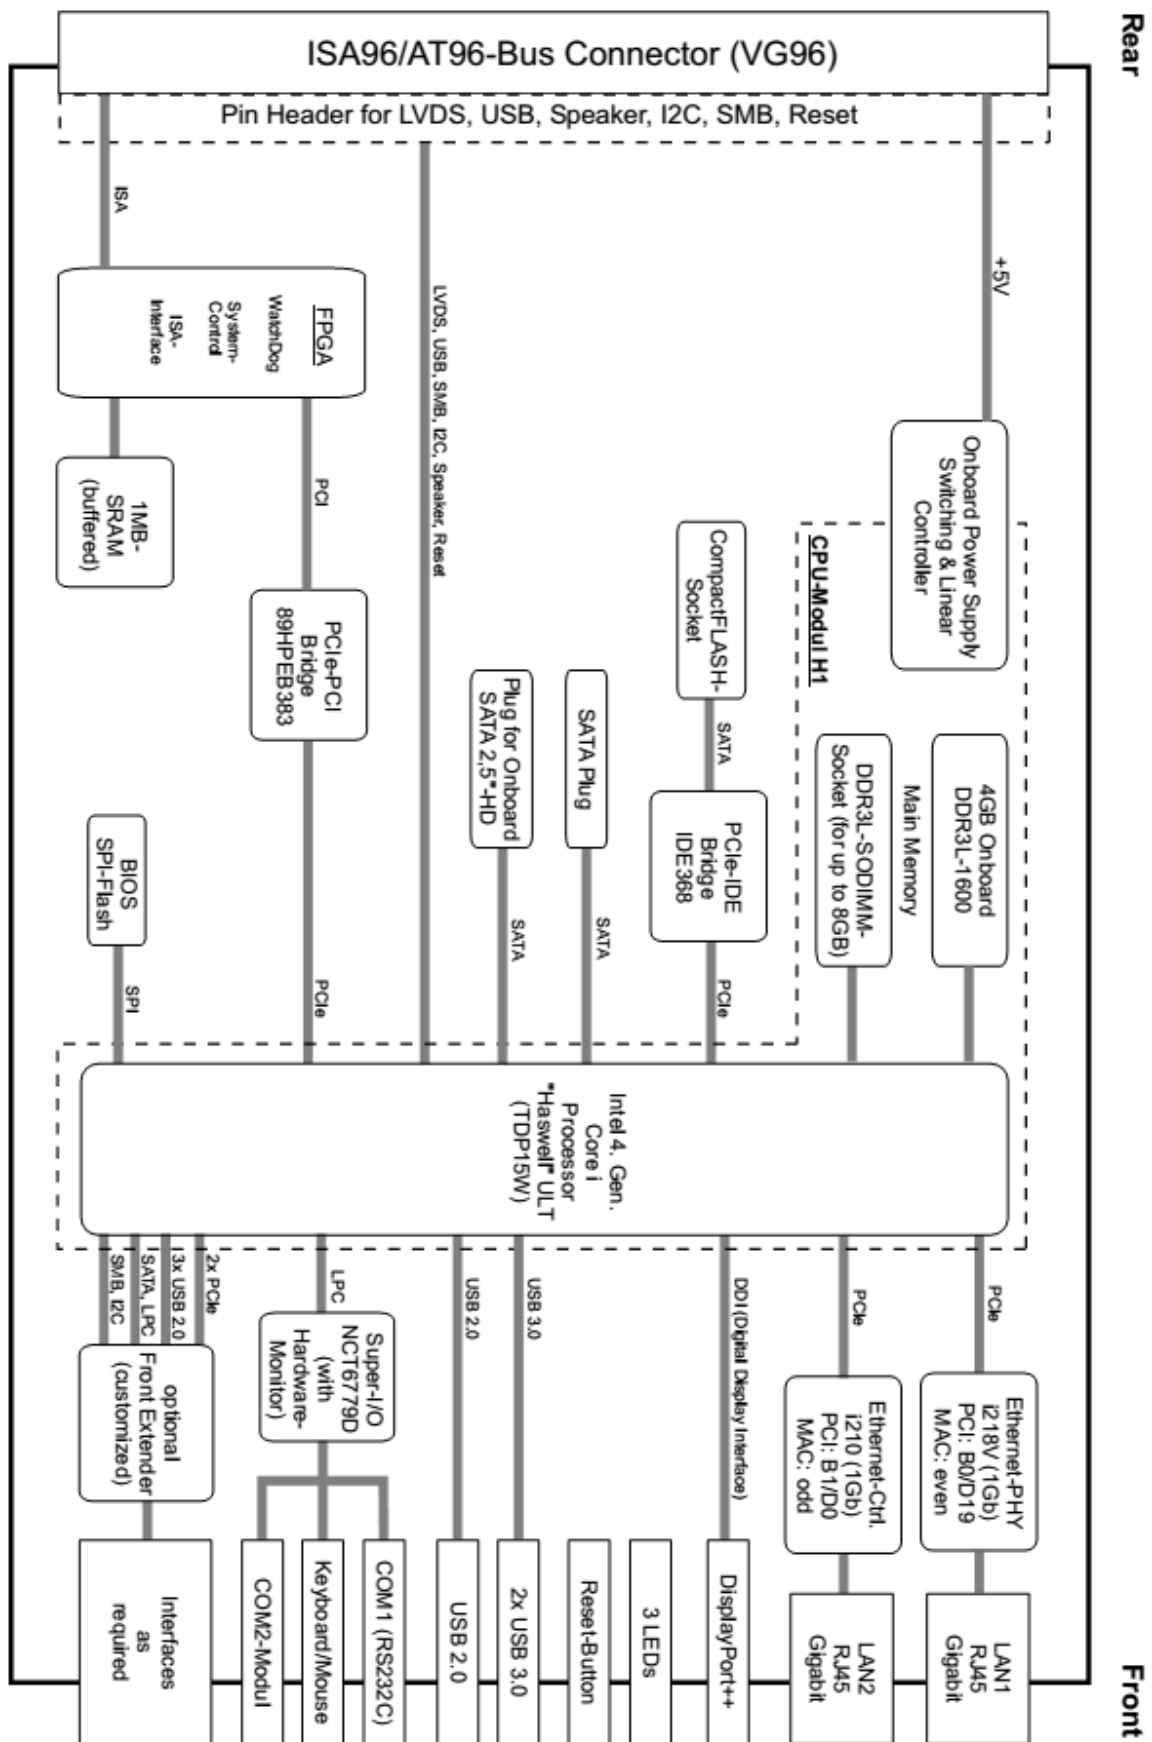 Rear
ISA96/AT96-Bus Connector (VG96)
Pin Header for LVDS, USB, Speaker, I2C, SMB, Reset
ISA
+5V
LVDS, USB, SMB, I2C, Speaker, Reset
FPGA
WatchDog
System-
Control
ISA-
Interface
1MB-
SRAM
(buffered)
PCI
PCIe-PCI
Bridge
89HPEB383
PCIe
BIOS
SPI-Flash
SPI
Onboard Power Supply
Switching & Linear
Controller
CPU-Modul H1
CompactFLASH-
Socket
SATA
PCIe-IDE
Bridge
IDE368
PCIe
SATA Plug
SATA
Plug for Onboard
SATA 2,5"-HD
SATA
4GB Onboard
DDR3L-1600
Main Memory
DDR3L-SODIMM-
Socket (for up to 8GB)
Intel 4. Gen.
Core i
Processor
"Haswell" ULT
(TDP15W)
PCIe
Ethernet-PHY
i218V (1Gb)
PCI: B0/D19
MAC: even
LAN1
RJ45
Gigabit
PCIe
Ethernet-Ctrl.
i210 (1Gb)
PCI: B1/D0
MAC: odd
LAN2
RJ45
Gigabit
DDI (Digital Display Interface)
DisplayPort++
3 LEDs
Reset-Button
USB 3.0
2x USB 3.0
USB 2.0
USB 2.0
LPC
Super-I/O
NCT6779D
(with
Hardware-
Monitor)
COM1 (RS232C)
Keyboard/Mouse
COM2-Modul
2x PCIe
3x USB 2.0
SATA, LPC
SMB, I2C
optional
Front Extender
(customized)
Interfaces
as
required
Front